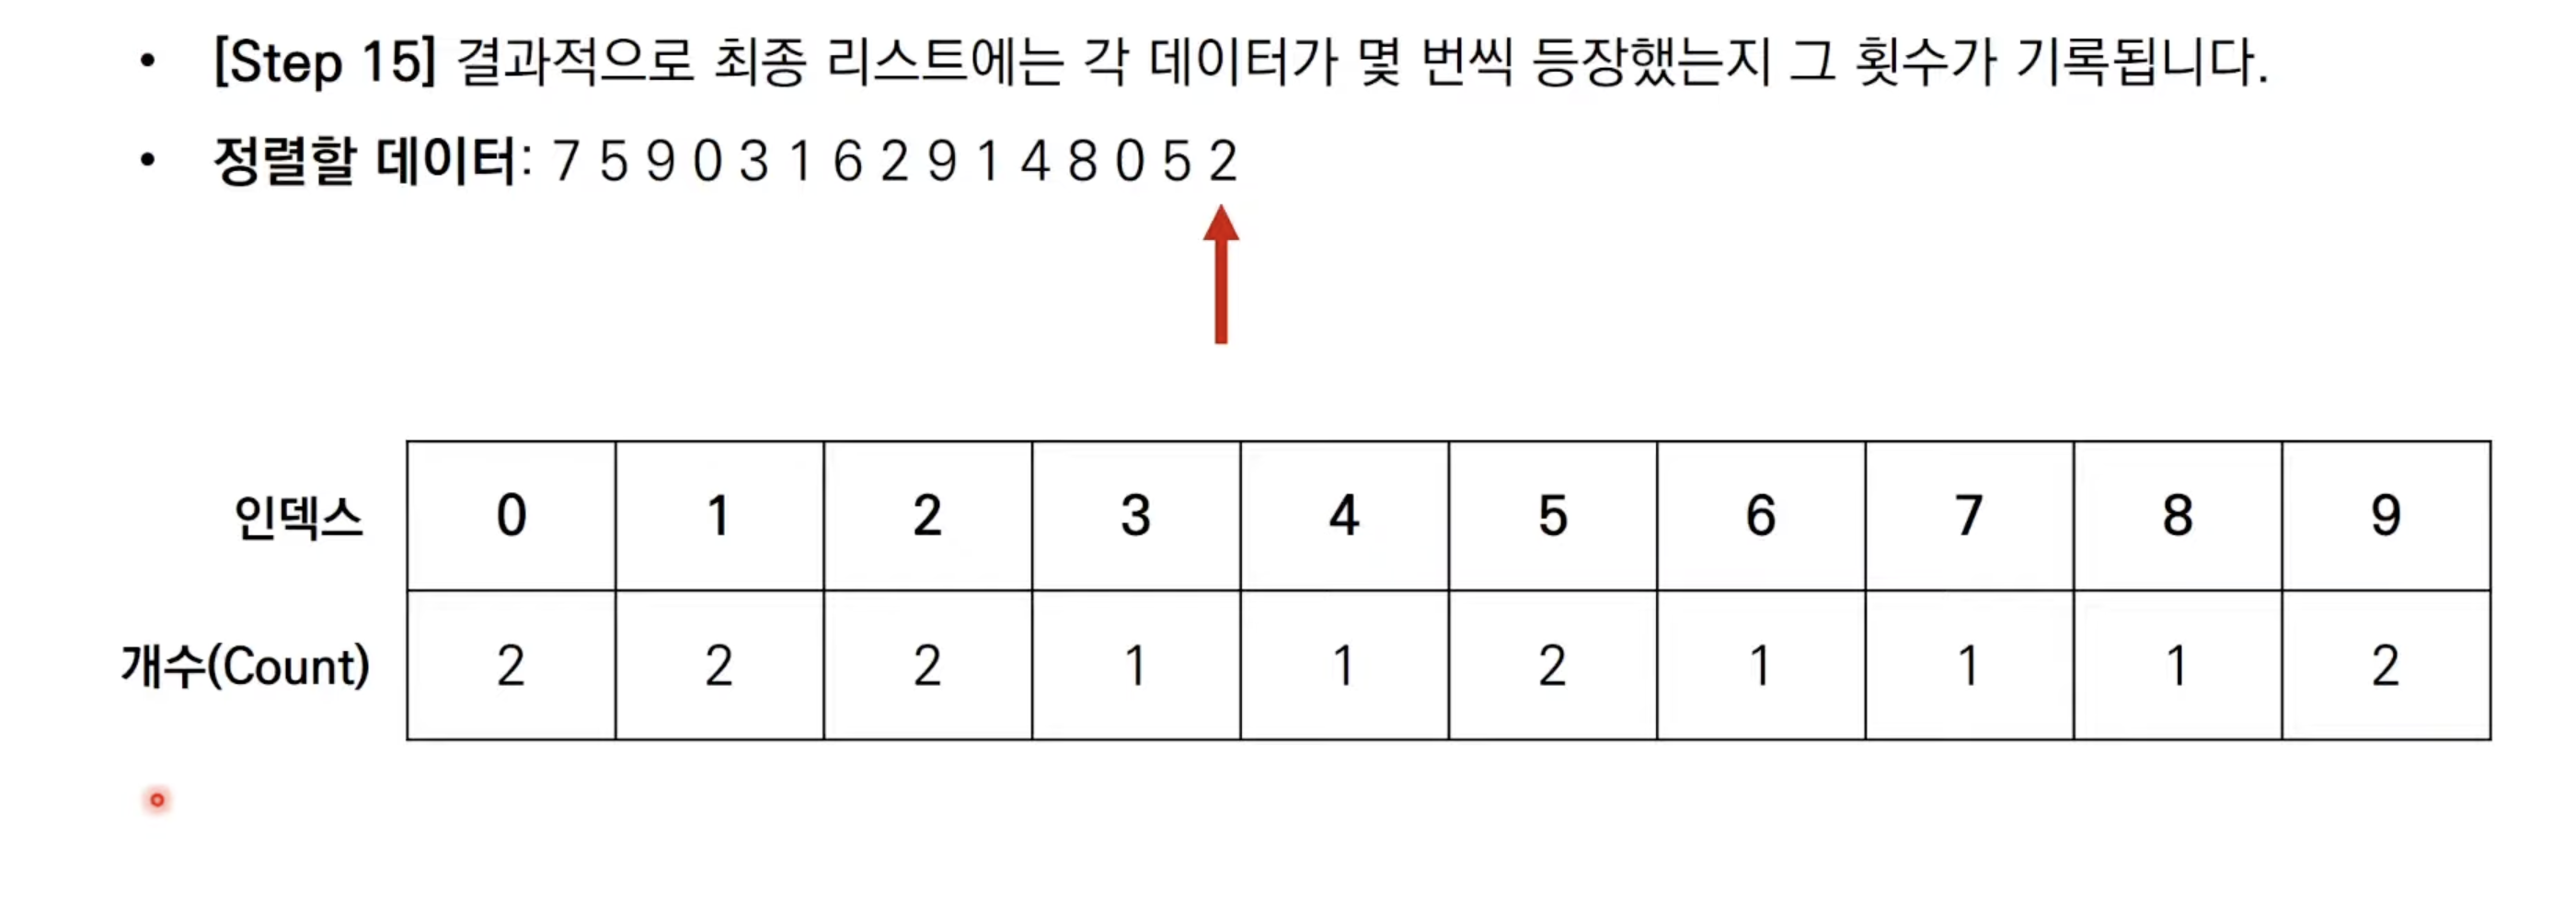 • [Step 15] 결과적으로 최종 리스트에는 각 데이터가 몇 번씩 등장했는지 그 횟수가 기록됩니다.
• 정렬할 데이터: 7 5 9 0 3 1 6 2 9 1 4 8 0 5 2
인덱스 0 1 2 3 4 5 6 7 8 9
개수(Count) 2 2 2 1 1 2 1 1 1 2